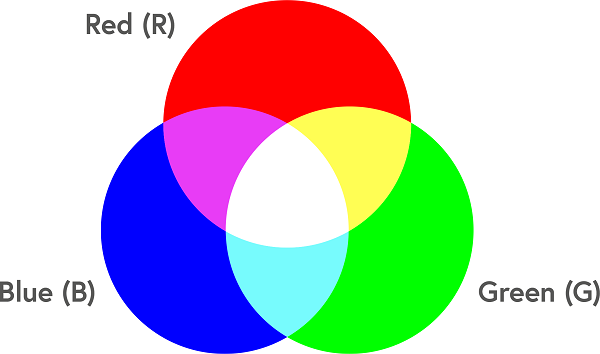 Red (R)
Blue (B)
Green (G)